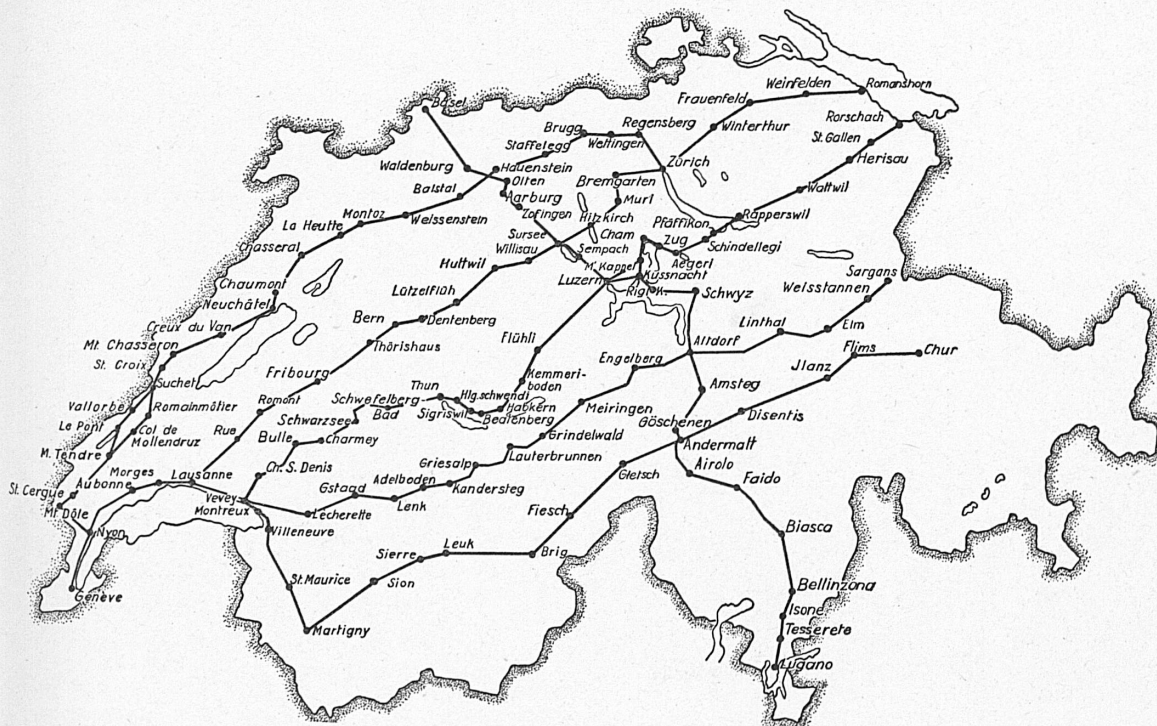 Romanshorn
Weinfelden
Frauenfeld
Basel
Rorschach
Regensberg
Winterthur
Brugg
St. Gallen
Wettingen
Staffelegg
Herisau
Zürich
Waldenburg
Hauenstein
Olten
Bremgarten
Wattwil
Balstal
Aarburg
Murl
Zofingen
Hitzkirch
Rapperswil
Montoz
Weissenstein
Pfäffikon
La Heutte
Sursee
Cham
Zug
Schindellegi
Chasseral
Willisau
Sempach
Aegerl
Huttwil
M. Kappel
Küssnacht
Sargans
Chaumont
Luzern
Rigi K.
Schwyz
Weisstannen
Neuchâtel
Lützelflüh
Creux du Van
Bern
Dentenberg
Linthal
Elm
Mt. Chasseron
Thörishaus
Flühli
Altdorf
St. Croix
Engelberg
Flims
Chur
Jlanz
Suchet
Fribourg
Kemmeri-
boden
Thun
Hlg.schwendi
Amsteg
Vallorbe
Romainmôtier
Romont
Schwefelberg
Bad
Sigriswil
Habkern
Beatenberg
Meiringen
Disentis
Le Pont
Col de
Mollendruz
Rue
Schwarzsee
Göschenen
Bulle
Charmey
Grindelwald
Andermatt
M. Tendre
Lauterbrunnen
Airolo
Morges
Lausanne
Ch. S. Denis
Griesalp
Gletsch
Faido
St. Cergue
Aubonne
Adelboden
Kandersteg
Gstaad
Vevey
Lenk
Mt. Dôle
Montreux
Lecherette
Fiesch
Nyon
Villeneuve
Biasca
Leuk
Sierre
Brig
Genève
St. Maurice
Sion
Bellinzona
Isone
Martigny
Tesserete
Lugano